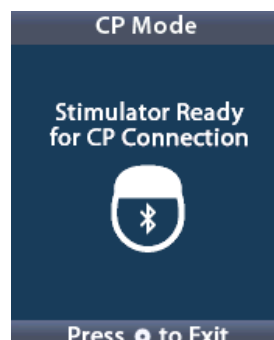 CP Mode
Stimulator Ready
for CP Connection
Press to Exit